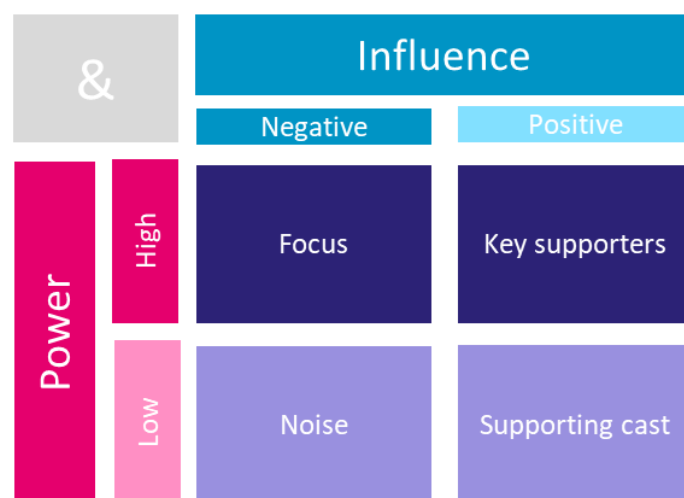 &
Influence
Negative
Positive
Power
High
Focus
Key supporters
Low
Noise
Supporting cast